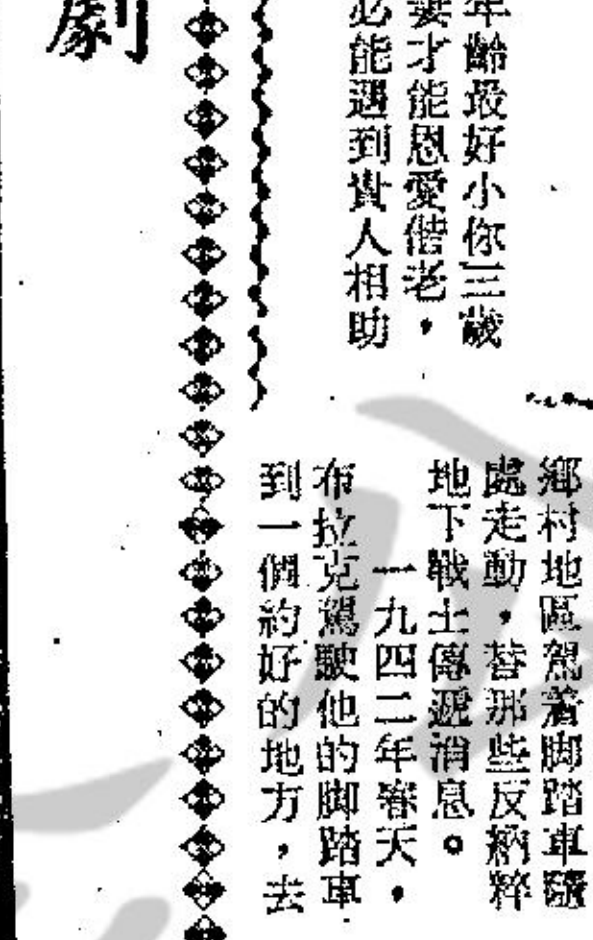 年齡最好小你三歲
妻才能恩愛偕老，
必能遇到貴人相助
鄉村地區駕着脚踏車隨
處走動，替那些反納粹
地下戰士傳遞消息。
一九四二年春天，
布拉克駕駛他的脚踏車
到一個約好的地方，去
劇